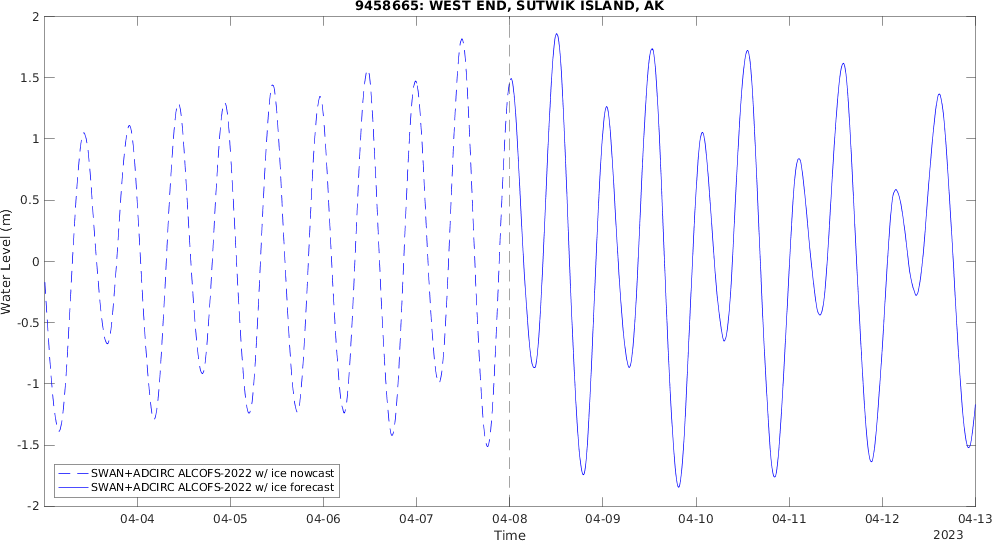 9458665: WEST END, SUTWIK ISLAND, AK
2
1.5
1
0.5
0
-0.5
-1
-1.5
-2
Water Level (m)
SWAN+ADCIRC ALCOFS-2022 w/ ice nowcast
SWAN+ADCIRC ALCOFS-2022 w/ ice forecast
04-04 04-05 04-06 04-07 04-08 04-09 04-10 04-11 04-12 04-13
Time
2023